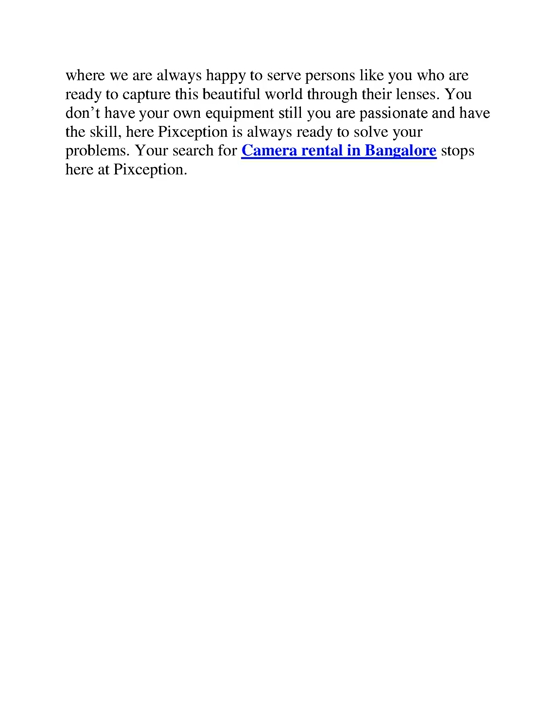 where we are always happy to serve persons like you who are
ready to capture this beautiful world through their lenses. You
don’t have your own equipment still you are passionate and have
the skill, here Pixception is always ready to solve your
problems. Your search for Camera rental in Bangalore stops
here at Pixception.